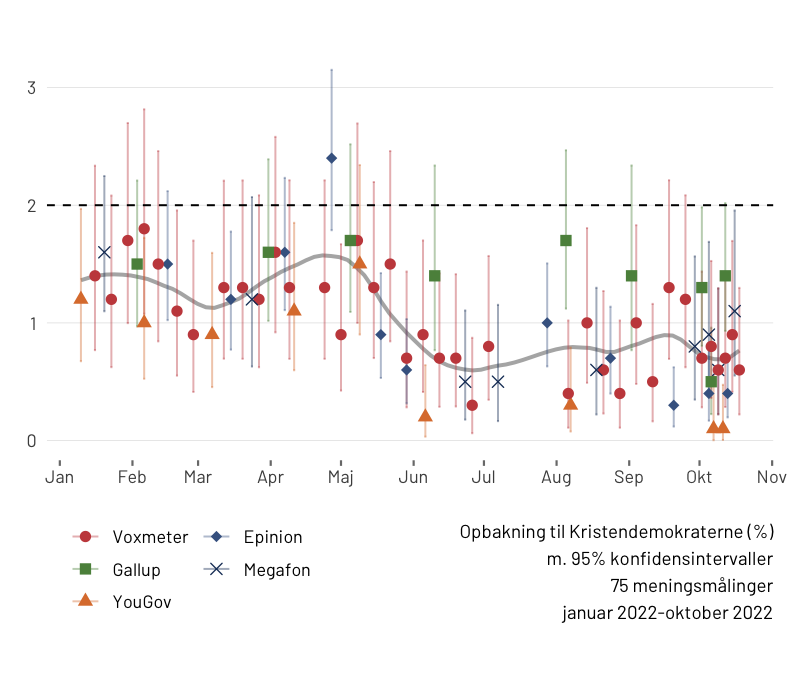 3
2
1
0
Jan Feb Mar Apr Maj Jun Jul Aug Sep Okt Nov
Voxmeter Epinion
Gallup Megafon
YouGov
Opbakning til Kristendemokraterne (%)
m. 95% konfidensintervaller
75 meningsmålinger
januar 2022-oktober 2022